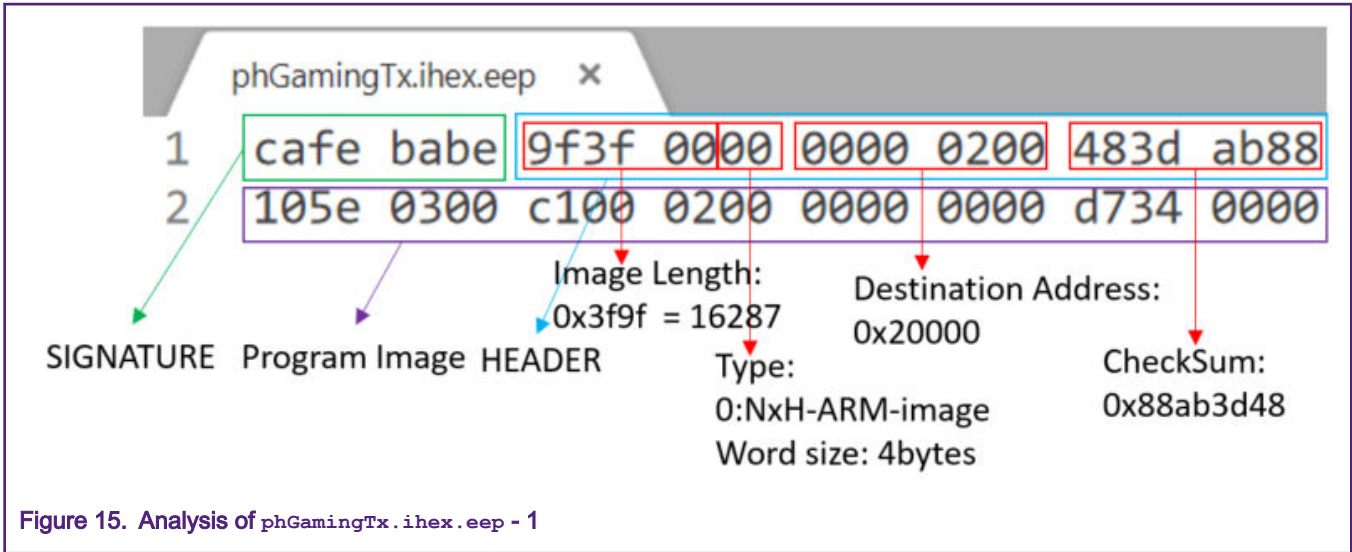 phGamingTx.ihex.eep ×
1 cafe babe 9f3f 0000 0000 0200 483d ab88
2 105e 0300 c100 0200 0000 0000 d734 0000
SIGNATURE
Program Image
HEADER
Image Length:
0x3f9f = 16287
Type:
0:NxH-ARM-image
Word size: 4bytes
Destination Address:
0x20000
CheckSum:
0x88ab3d48
Figure 15. Analysis of phGamingTx.ihex.eep - 1